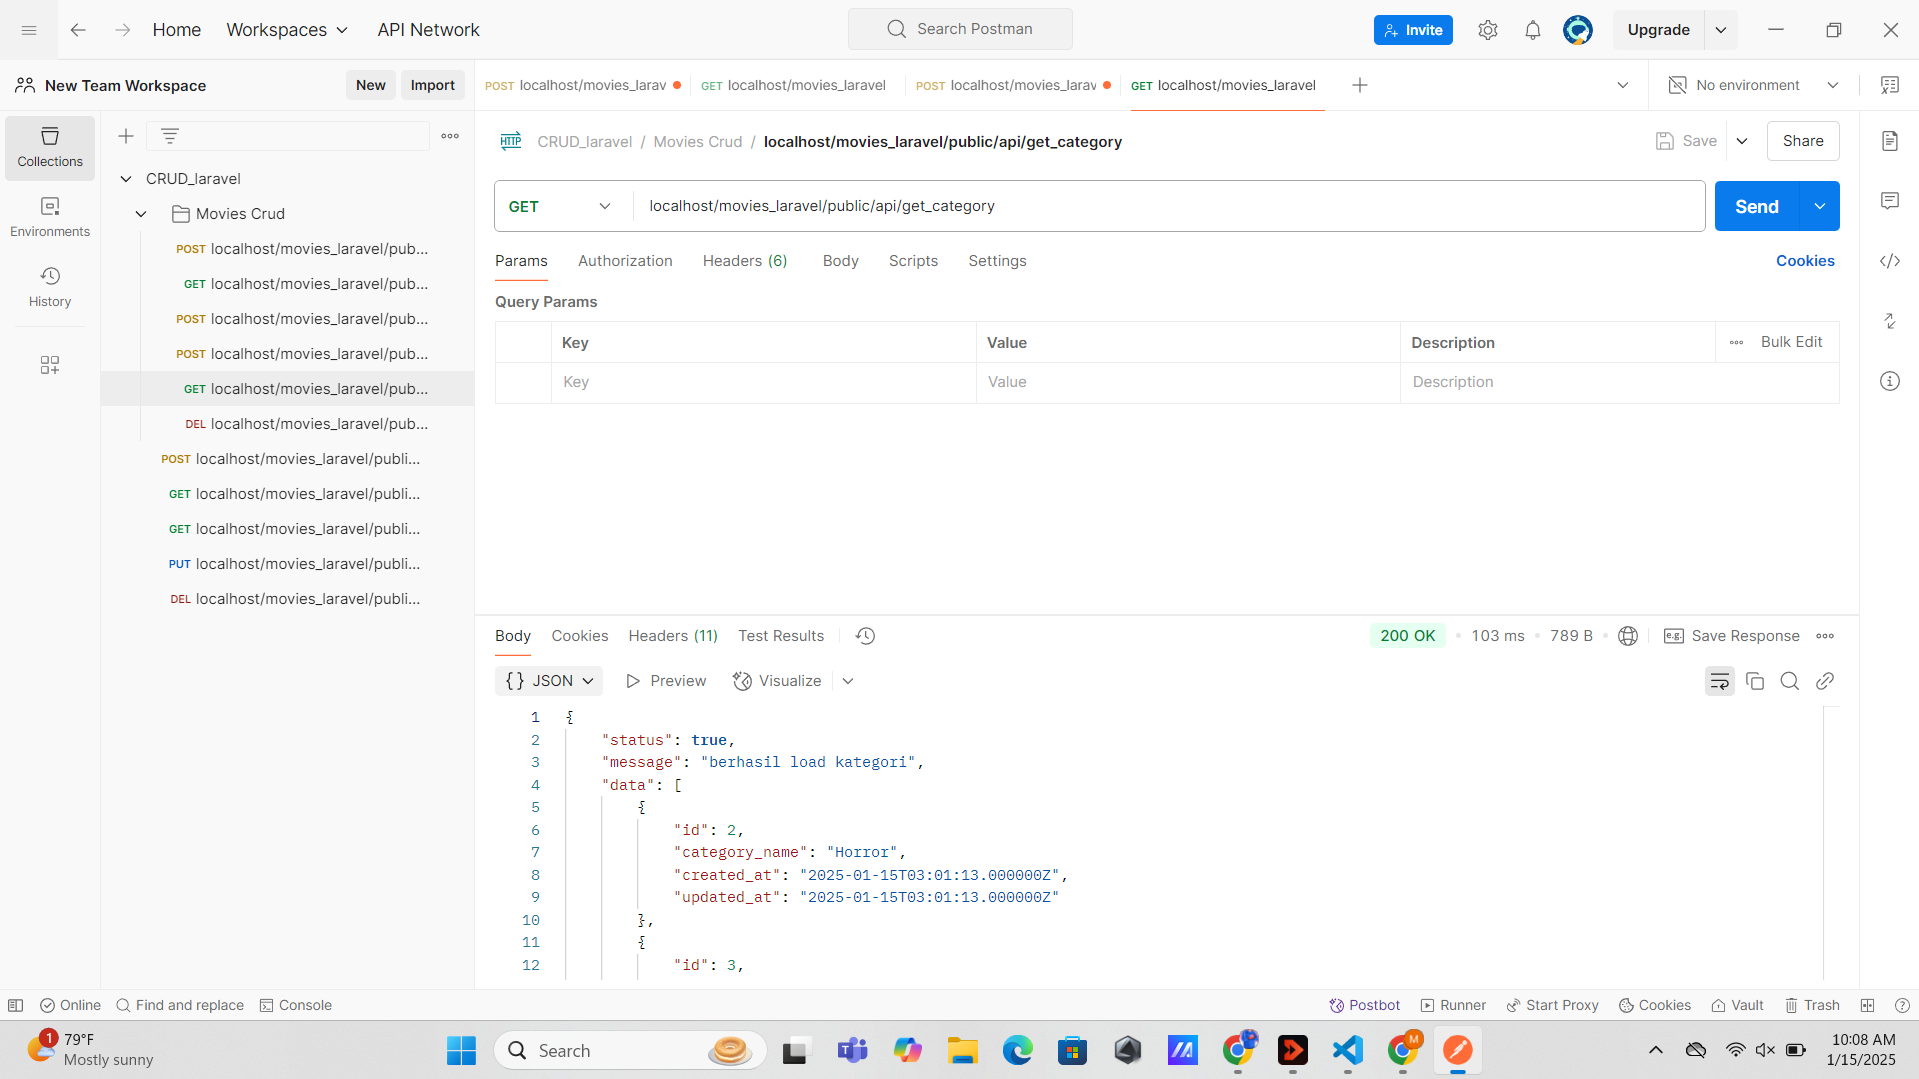 Home Workspaces API Network Search Postman Invite Upgrade
New Team Workspace New Import
POST localhost/movies_larav GET localhost/movies_laravel POST localhost/movies_larav GET localhost/movies_laravel No environment
Collections
Environments
History
CRUD_laravel
Movies Crud
POST localhost/movies_laravel/pub...
GET localhost/movies_laravel/pub...
POST localhost/movies_laravel/pub...
POST localhost/movies_laravel/pub...
GET localhost/movies_laravel/pub...
DEL localhost/movies_laravel/pub...
POST localhost/movies_laravel/publi...
GET localhost/movies_laravel/publi...
GET localhost/movies_laravel/publi...
PUT localhost/movies_laravel/publi...
DEL localhost/movies_laravel/publi...
HTTP CRUD_laravel / Movies Crud / localhost/movies_laravel/public/api/get_category Save Share
GET localhost/movies_laravel/public/api/get_category Send
Params Authorization Headers (6) Body Scripts Settings Cookies
Query Params
Key Value Description Bulk Edit
Key Value Description
Body Cookies Headers (11) Test Results 200 OK 103 ms 789 B e.g. Save Response
{} JSON Preview Visualize
1 {
2 "status": true,
3 "message": "berhasil load kategori",
4 "data": [
5 {
6 "id": 2,
7 "category_name": "Horror",
8 "created_at": "2025-01-15T03:01:13.000000Z",
9 "updated_at": "2025-01-15T03:01:13.000000Z"
10 },
11 {
12 "id": 3,
Online Find and replace Console Postbot Runner Start Proxy Cookies Vault Trash
1 79°F
Mostly sunny
Search
M
10:08 AM
1/15/2025